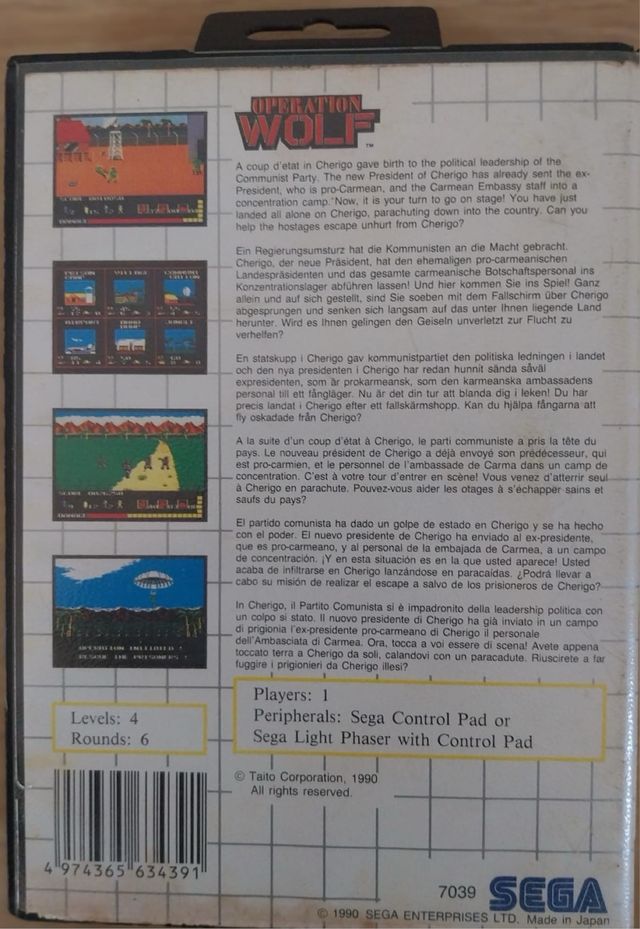 OPERATION
WOLF™
A coup d'etat in Cherigo gave birth to the political leadership of the
Communist Party. The new President of Cherigo has already sent the ex-
President, who is pro-Carmean, and the Carmean Embassy staff into a
concentration camp. Now, it is your turn to go on stage! You have just
landed all alone on Cherigo, parachuting down into the country. Can you
help the hostages escape unhurt from Cherigo?
Ein Regierungsumsturz hat die Kommunisten an die Macht gebracht.
Cherigo, der neue Präsident, hat den ehemaligen pro-carmeanischen
Landespräsidenten und das gesamte carmeanische Botschaftspersonal ins
Konzentrationslager abführen lassen! Und hier kommen Sie ins Spiel! Ganz
allein und auf sich gestellt, sind Sie soeben mit dem Fallschirm über Cherigo
abgesprungen und senken sich langsam auf das unter Ihnen liegende Land
herunter. Wird es Ihnen gelingen den Geiseln unverletzt zur Flucht zu
verhelfen?
En statskupp i Cherigo gav kommunistpartiet den politiska ledningen i landet
och den nya presidenten i Cherigo har redan hunnit sända såväl
expresidenten, som är prokarmeansk, som den karmeanska ambassadens
personal till ett fångläger. Nu är det din tur att blanda dig i leken! Du har
precis landat i Cherigo efter ett fallskärmshopp. Kan du hjälpa fångarna att
fly oskadade från Cherigo?
A la suite d'un coup d'état à Cherigo, le parti communiste a pris la tête du
pays. Le nouveau président de Cherigo a déjà envoyé son prédécesseur, qui
est pro-carmien, et le personnel de l'ambassade de Carma dans un camp de
concentration. C'est à votre tour d'entrer en scène! Vous venez d'atterrir seul
à Cherigo en parachute. Pouvez-vous aider les otages à s'échapper sains et
saufs du pays?
El partido comunista ha dado un golpe de estado en Cherigo y se ha hecho
con el poder. El nuevo presidente de Cherigo ha enviado al ex-presidente,
que es pro-carmeano, y al personal de la embajada de Carmea, a un campo
de concentración. ¡Y en esta situación es en la que usted aparece! Usted
acaba de infiltrarse en Cherigo lanzándose en paracaídas. ¿Podrá llevar a
cabo su misión de realizar el escape a salvo de los prisioneros de Cherigo?
In Cherigo, il Partito Comunista si è impadronito della leadership politica con
un colpo si stato. Il nuovo presidente di Cherigo ha già inviato in un campo
di prigionia l'ex-presidente pro-carmeano di Cherigo il personale
dell'Ambasciata di Carmea. Ora, tocca a voi essere di scena! Avete appena
toccato terra a Cherigo da soli, calandovi con un paracadute. Riuscirete a far
fuggire i prigionieri da Cherigo illesi?
OPERATION INITIATED !
RESCUE THE PRISONERS !
Levels: 4
Rounds: 6
Players: 1
Peripherals: Sega Control Pad or
Sega Light Phaser with Control Pad
© Taito Corporation, 1990
All rights reserved.
4 974365 634391
7039 SEGA
© 1990 SEGA ENTERPRISES LTD. Made in Japan